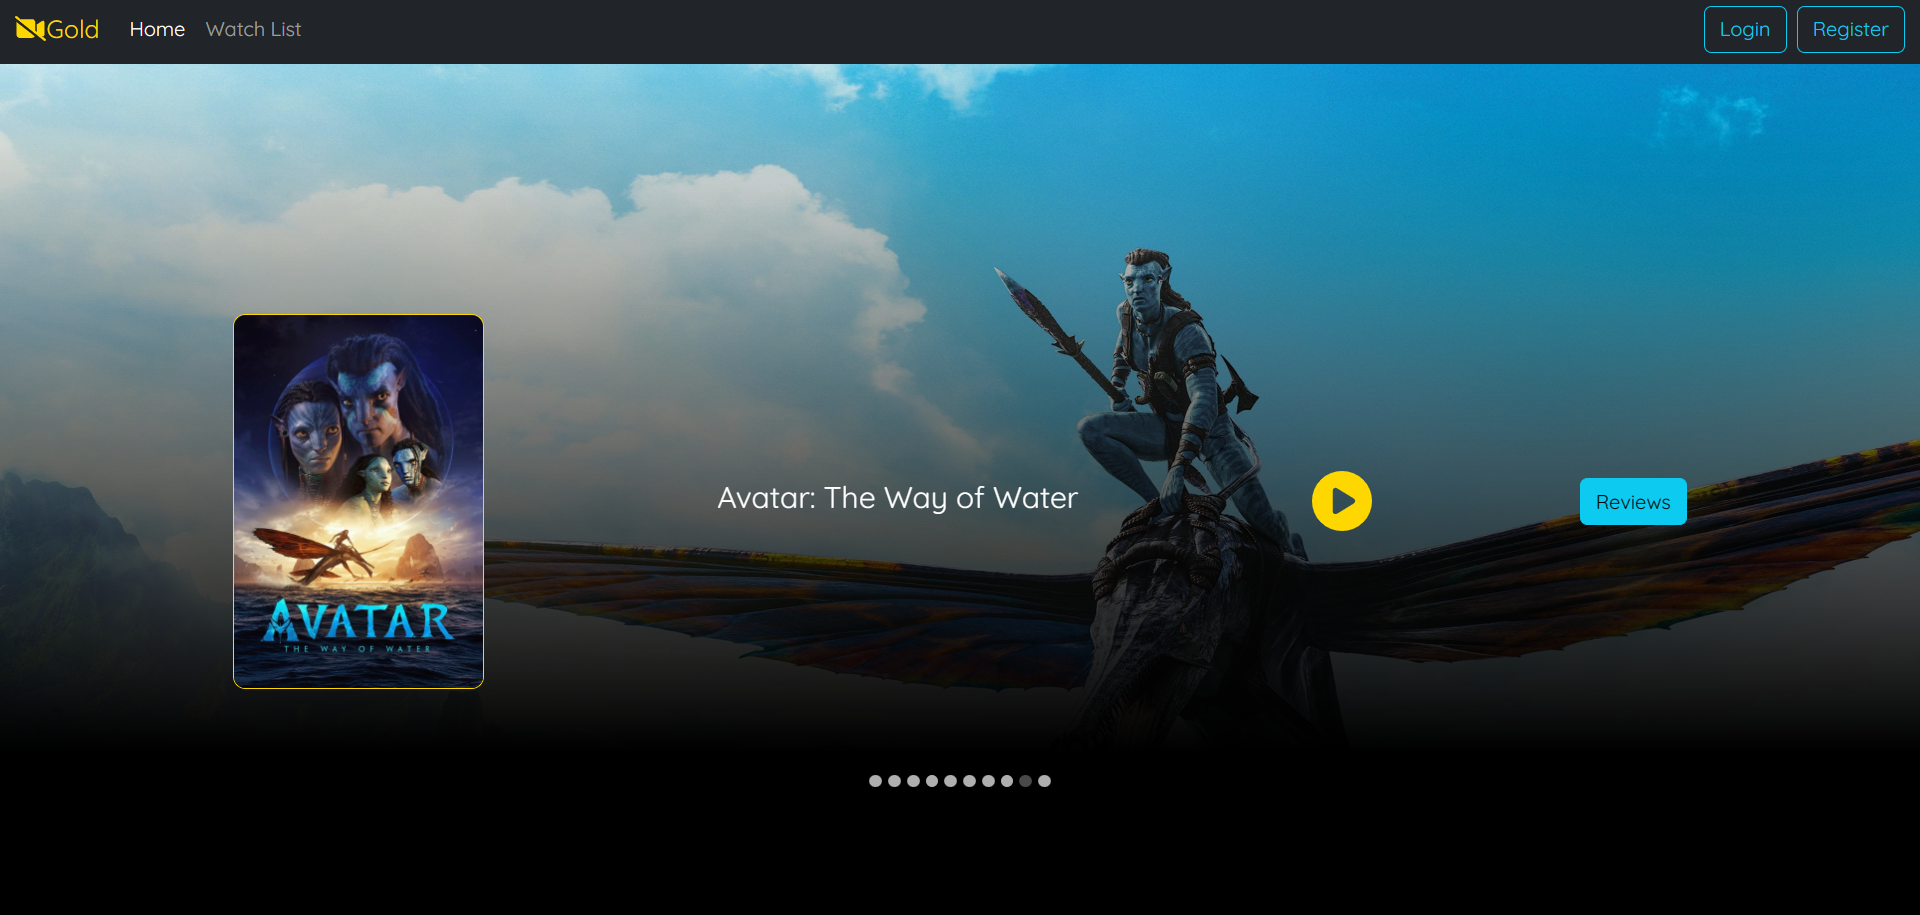 Gold
Home
Watch List
Login
Register
AVATAR
THE WAY OF WATER
Avatar: The Way of Water
Reviews